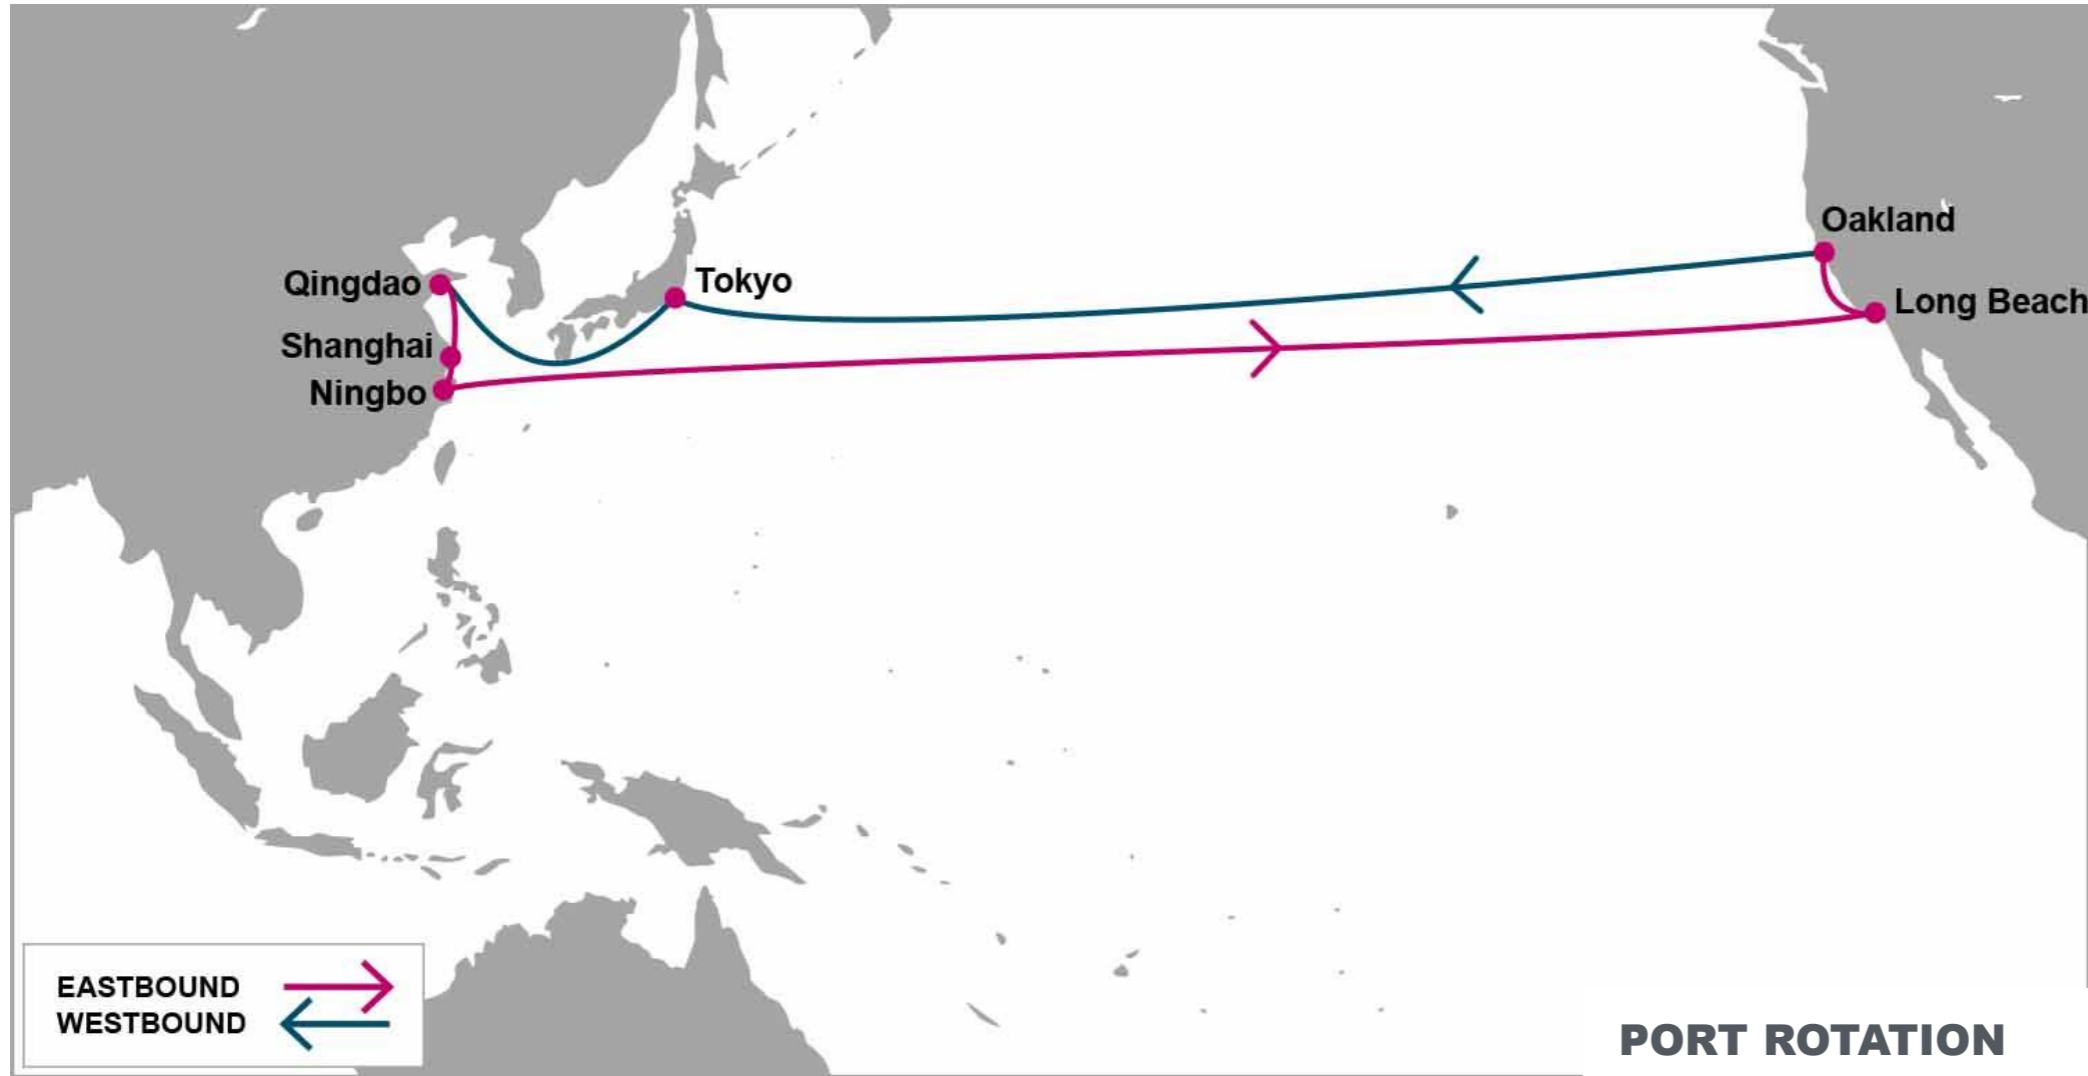 Oakland
Qingdao
Tokyo
Long Beach
Shanghai
Ningbo
EASTBOUND
WESTBOUND
PORT ROTATION